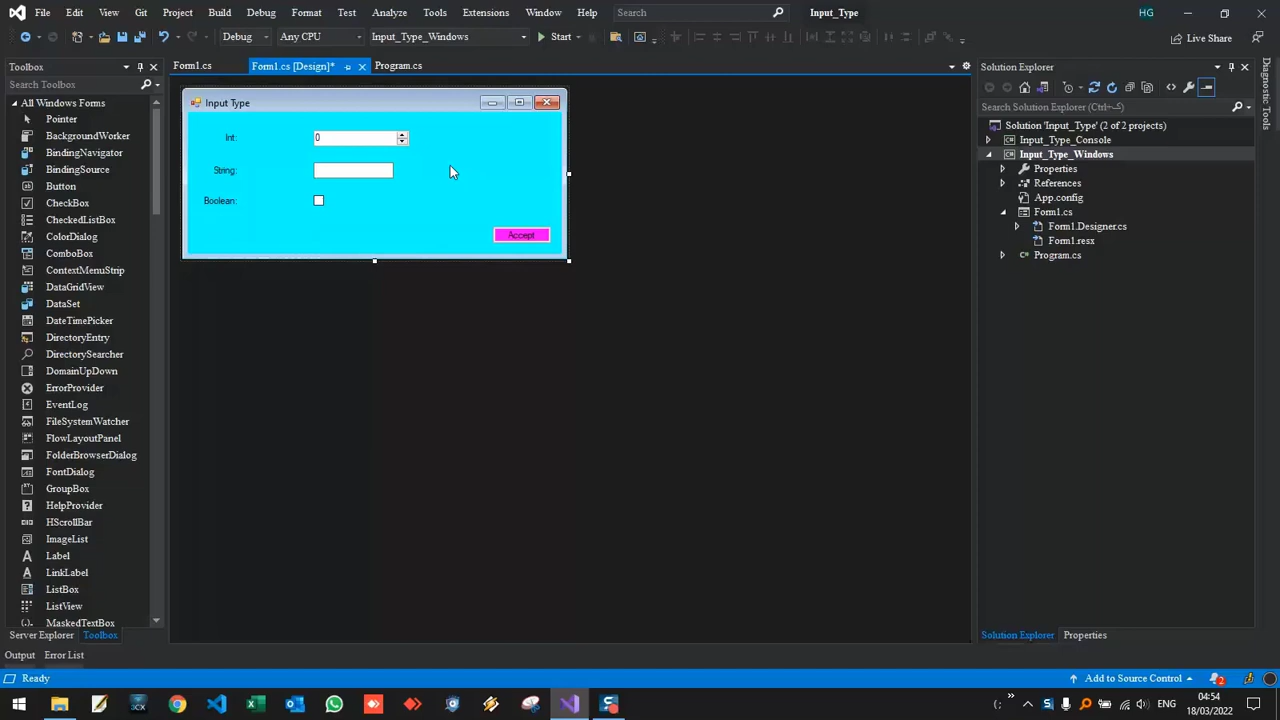 File Edit View Git Project Build Debug Format Test Analyze Tools Extensions Window Help Search Input_Type HG
Debug Any CPU Input_Type_Windows Start Live Share
Toolbox
Search Toolbox
All Windows Forms
Pointer
BackgroundWorker
BindingNavigator
BindingSource
Button
CheckBox
CheckedListBox
ColorDialog
ComboBox
ContextMenuStrip
DataGridView
DataSet
DateTimePicker
DirectoryEntry
DirectorySearcher
DomainUpDown
ErrorProvider
EventLog
FileSystemWatcher
FlowLayoutPanel
FolderBrowserDialog
FontDialog
GroupBox
HelpProvider
HScrollBar
ImageList
Label
LinkLabel
ListBox
ListView
MaskedTextBox
Server Explorer Toolbox
Form1.cs Form1.cs [Design]* Program.cs
Input Type
Int: 0
String:
Boolean:
Accept
Solution Explorer
Search Solution Explorer (Ctrl+ç)
Solution 'Input_Type' (2 of 2 projects)
Input_Type_Console
Input_Type_Windows
Properties
References
App.config
Form1.cs
Form1.Designer.cs
Form1.resx
Program.cs
Solution Explorer Properties
Diagnostic Tools
Output Error List
Ready Add to Source Control 2
3CX ENG 04:54
18/03/2022